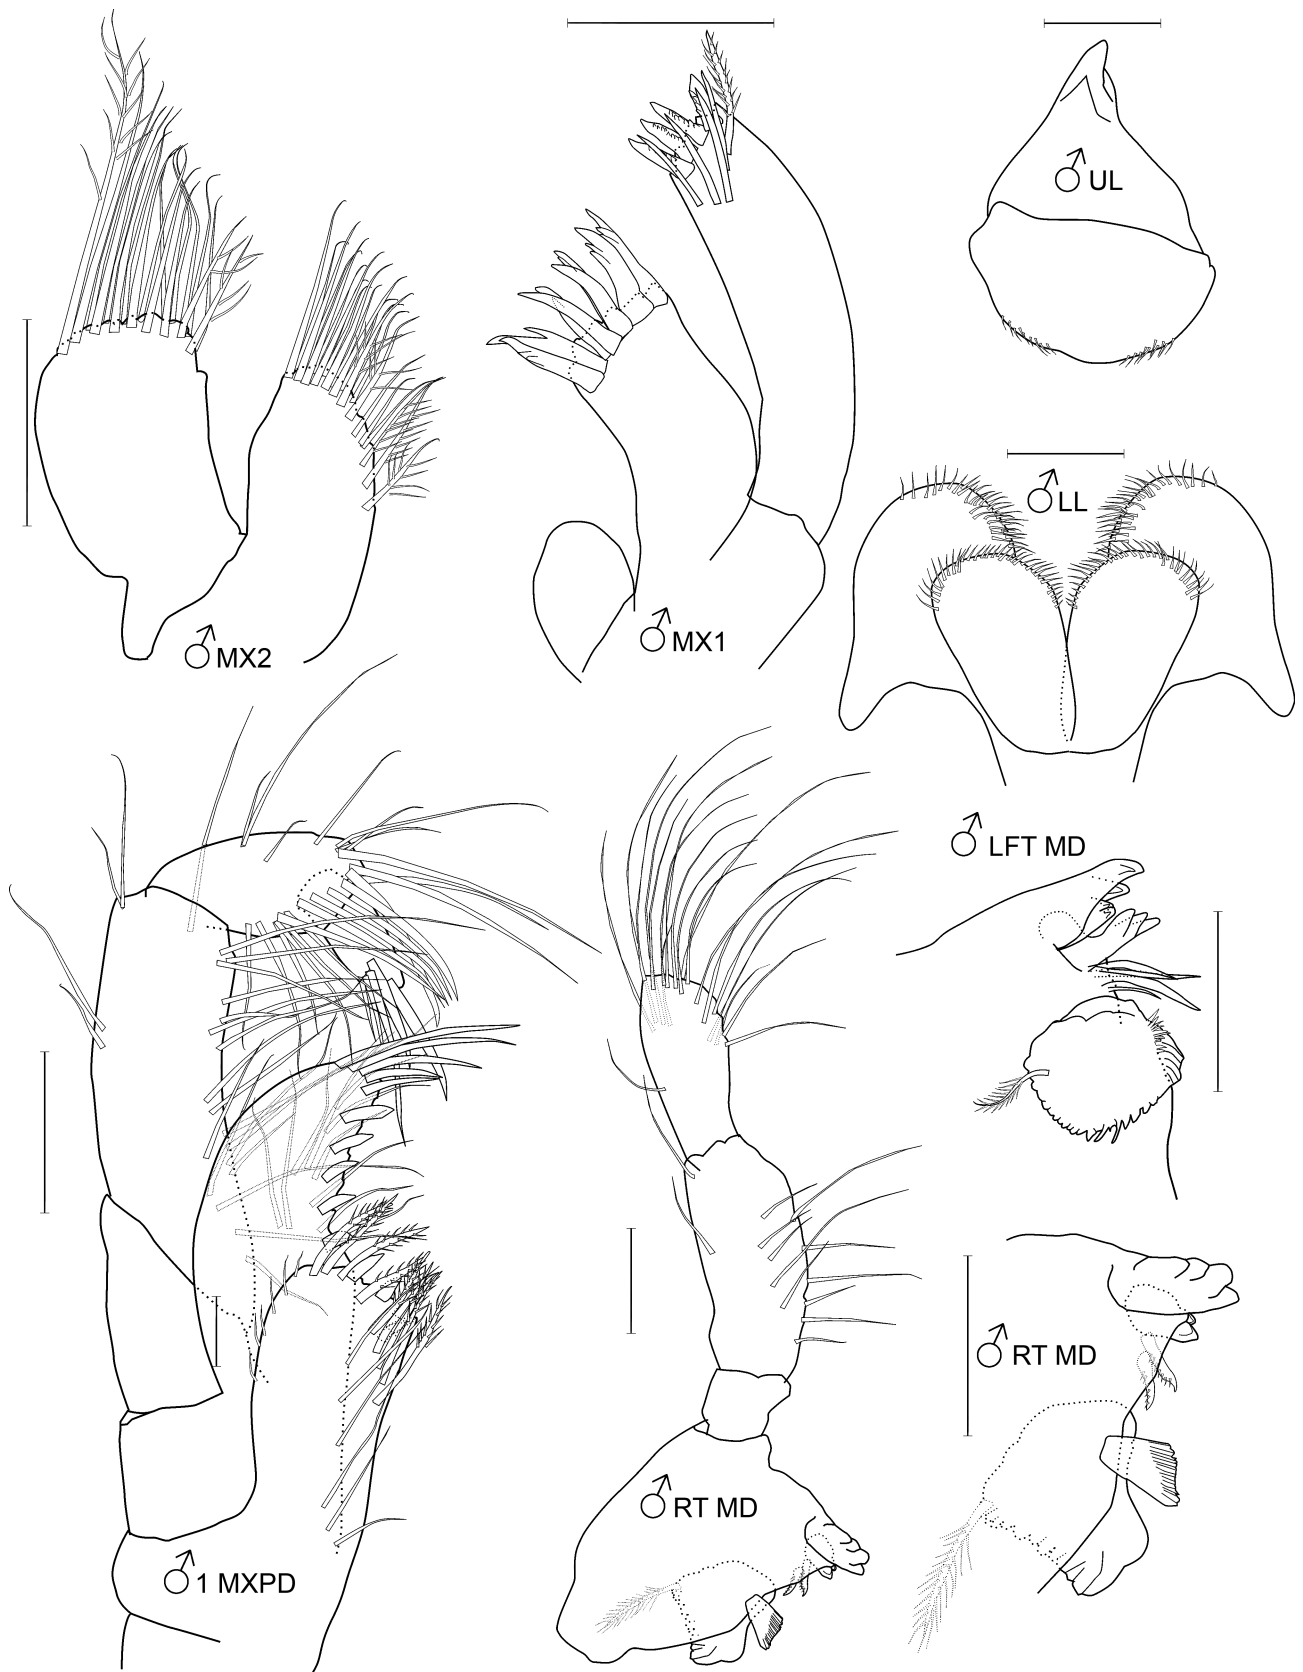 ♂ UL
♂ LL
♂ MX2
♂ MX1
♂ LFT MD
♂ RT MD
♂ RT MD
♂ 1 MXPD